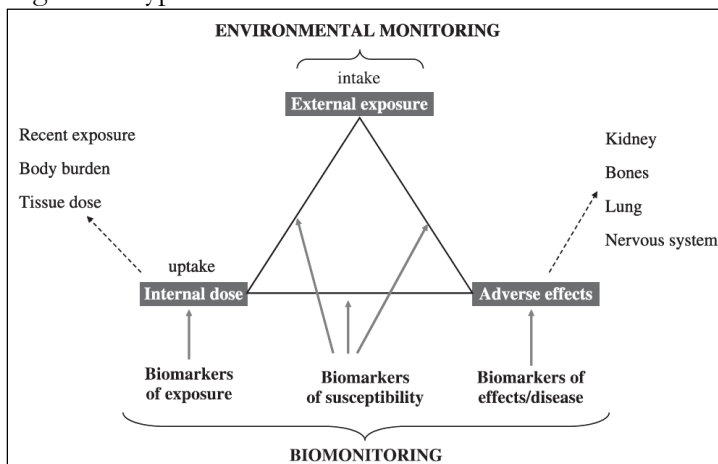 ENVIRONMENTAL MONITORING
intake
External exposure
Recent exposure
Body burden
Tissue dose
Kidney
Bones
Lung
Nervous system
uptake
Internal dose
Adverse effects
Biomarkers
of exposure
Biomarkers
of susceptibility
Biomarkers of
effects/disease
BIOMONITORING